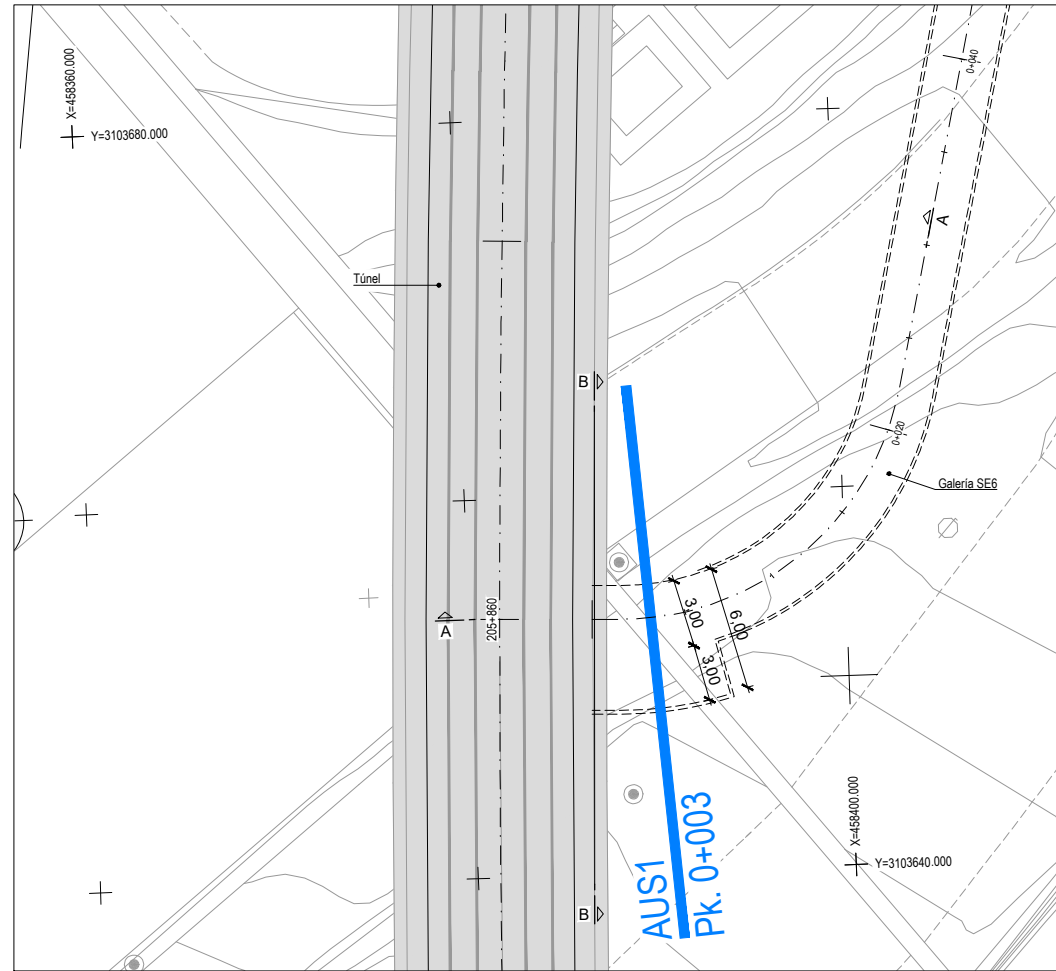 X=458360.000
Y=3103680.000
0+040
A
Túnel
B
0+020
Galería SE6
3,00
6,00
3,00
205+860
A
AUS1
Pk. 0+003
X=458400.000
Y=3103640.000
B